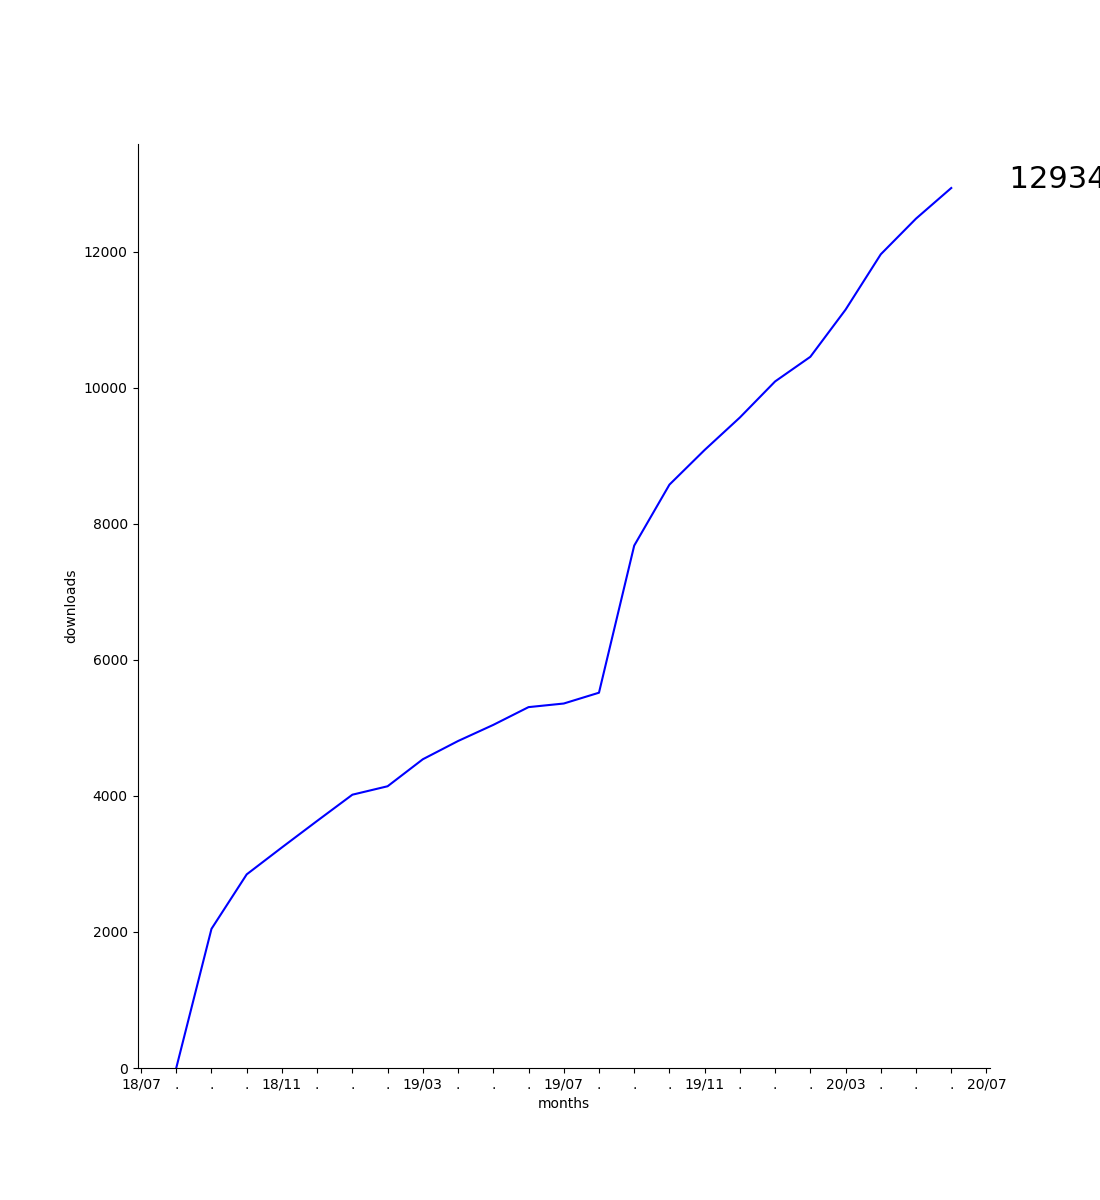 12934
12000
10000
8000
6000
4000
2000
0
downloads
18/07 . . 18/11 . . . 19/03 . . . 19/07 . . . 19/11 . . . 20/03 . . . 20/07
months